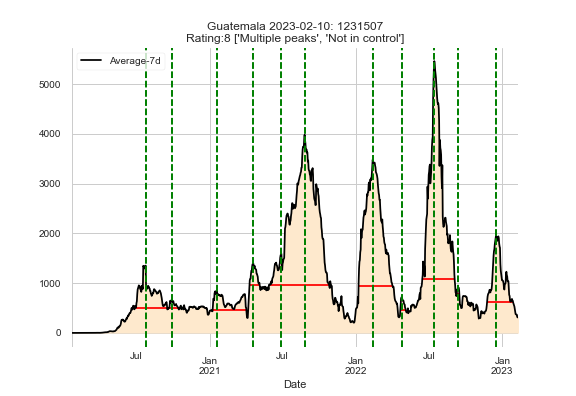 Guatemala 2023-02-10: 1231507
Rating:8 ['Multiple peaks', 'Not in control']
Average-7d
5000
4000
3000
2000
1000
0
Jul
Jan
2021
Jul
Jan
2022
Jul
Jan
2023
Date